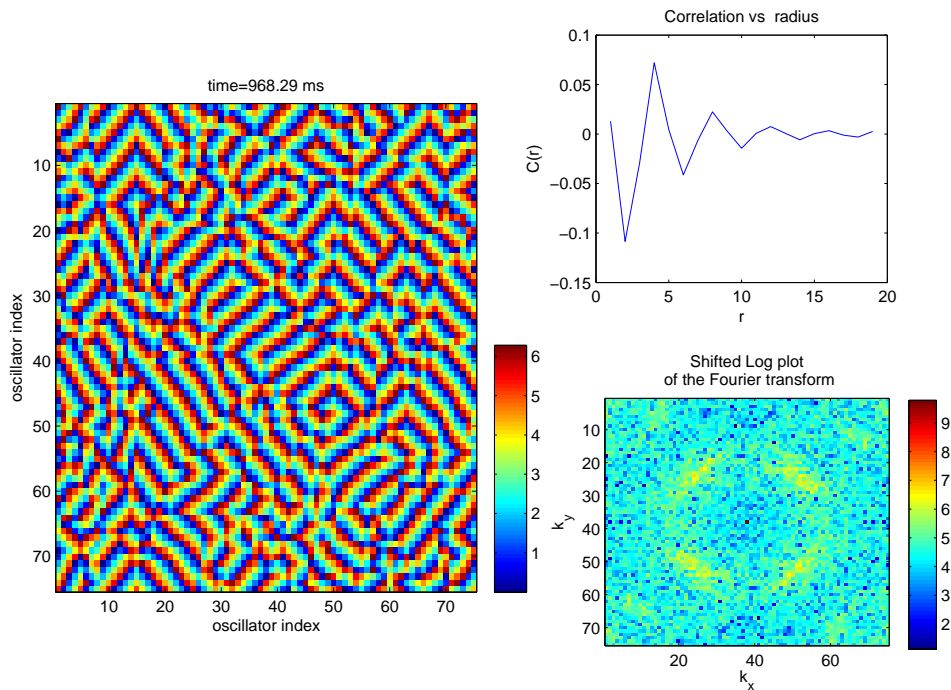 time=968.29 ms
oscillator index
10
20
30
40
50
60
70
10 20 30 40 50 60 70
oscillator index
6
5
4
3
2
1
Correlation vs radius
C(r)
0.1
0.05
0
−0.05
−0.1
−0.15
0 5 10 15 20
r
Shifted Log plot
of the Fourier transform
k_y
10
20
30
40
50
60
70
20 40 60
k_x
9
8
7
6
5
4
3
2